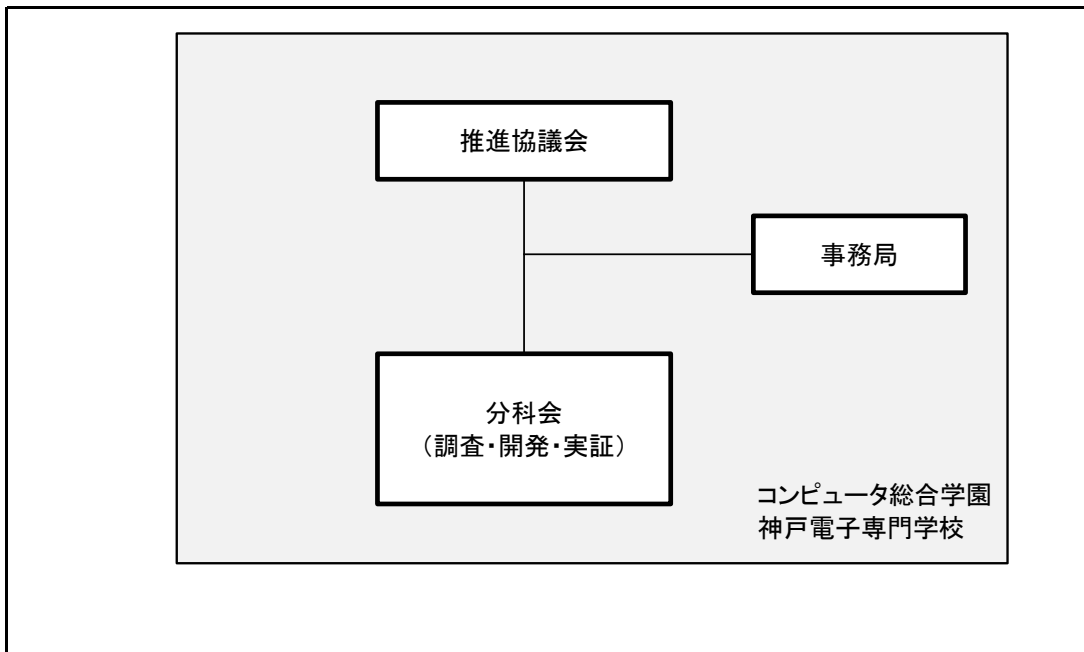 推進協議会
事務局
分科会
（調査・開発・実証）
コンピュータ総合学園
神戸電子専門学校